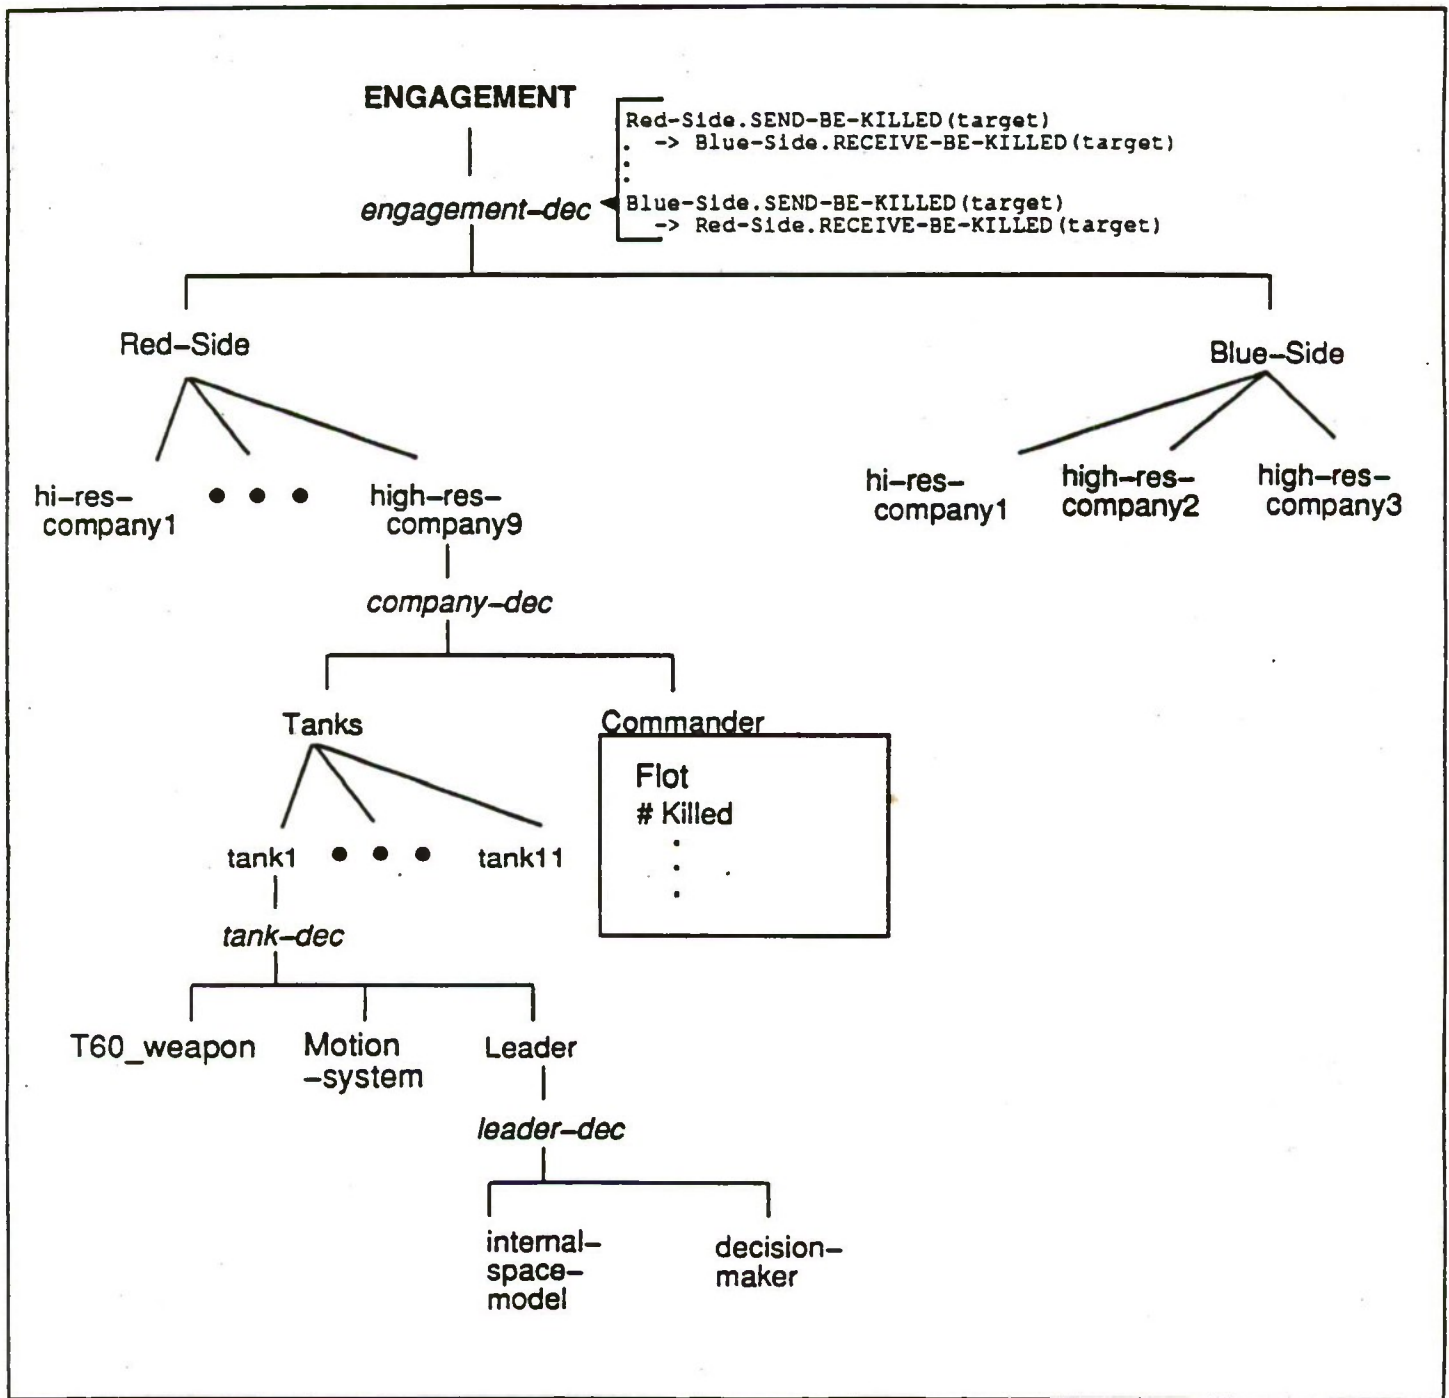 ENGAGEMENT
Red-Side.SEND-BE-KILLED(target)
-> Blue-Side.RECEIVE-BE-KILLED(target)
engagement-dec
Blue-Side.SEND-BE-KILLED(target)
-> Red-Side.RECEIVE-BE-KILLED(target)
Red-Side
Blue-Side
hi-res-
company1
high-res-
company9
hi-res-
company1
high-res-
company2
high-res-
company3
company-dec
Tanks
Commander
Flot
# Killed
tank1
tank11
tank-dec
T60_weapon
Motion
-system
Leader
leader-dec
internal-
space-
model
decision-
maker